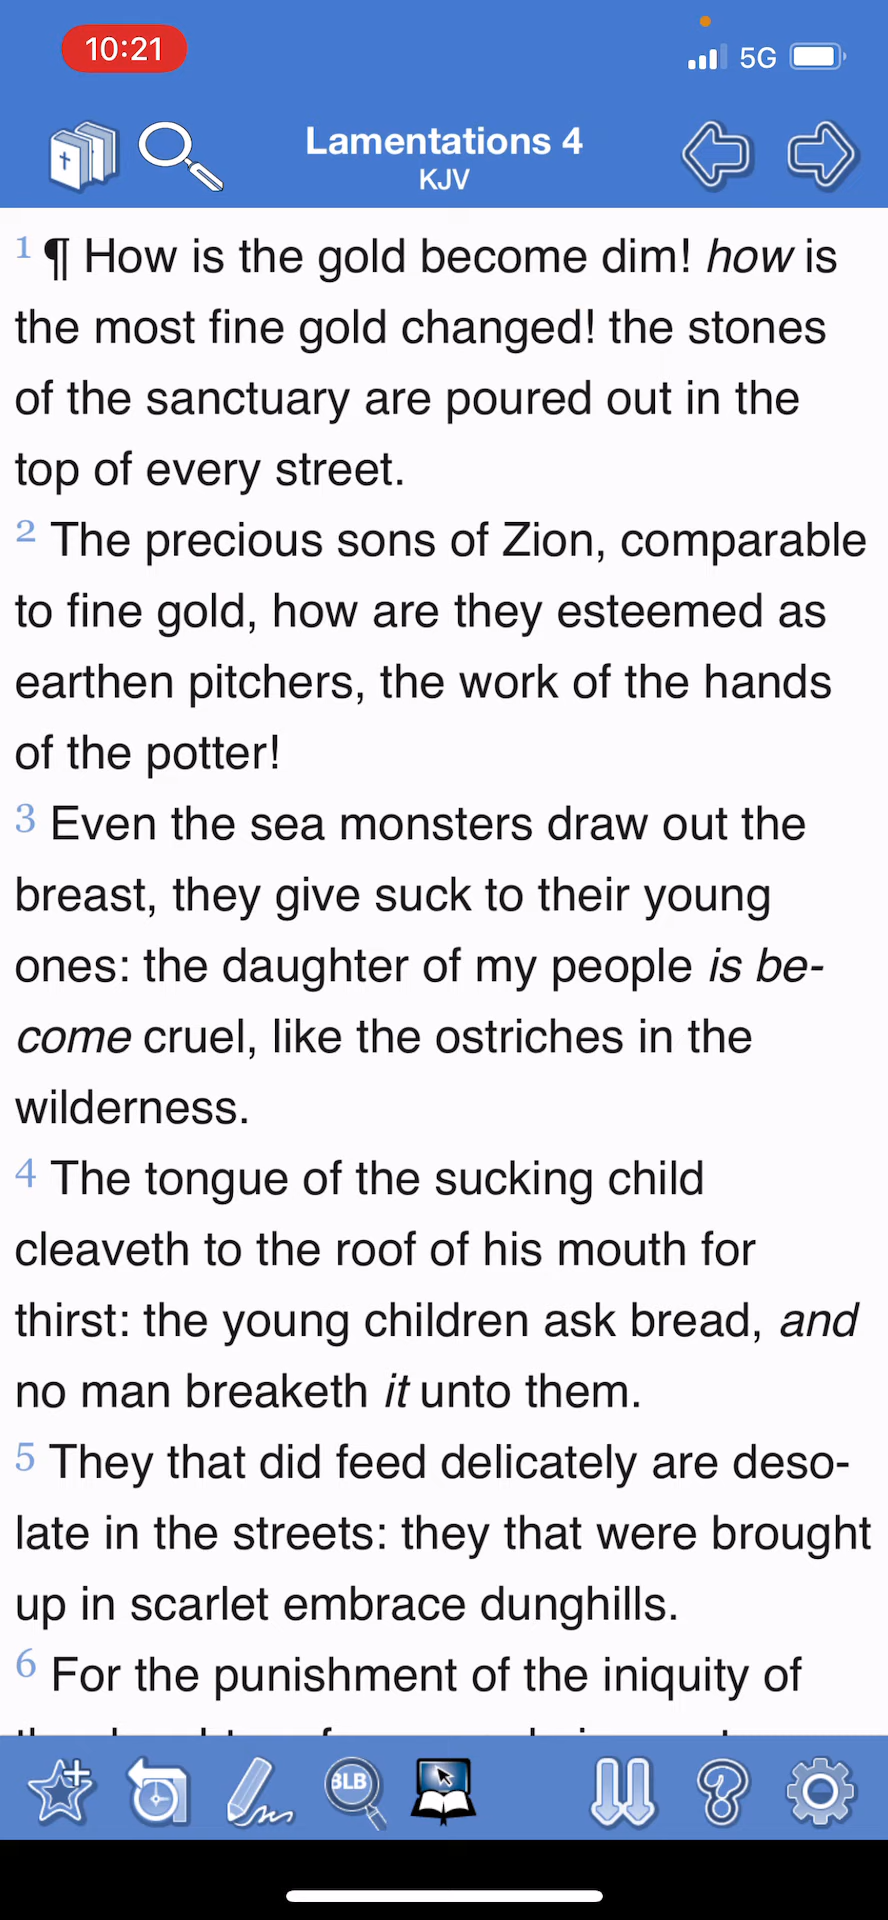 10:21
5G
Lamentations 4
KJV
1 ¶ How is the gold become dim! how is
the most fine gold changed! the stones
of the sanctuary are poured out in the
top of every street.
2 The precious sons of Zion, comparable
to fine gold, how are they esteemed as
earthen pitchers, the work of the hands
of the potter!
3 Even the sea monsters draw out the
breast, they give suck to their young
ones: the daughter of my people is be-
come cruel, like the ostriches in the
wilderness.
4 The tongue of the sucking child
cleaveth to the roof of his mouth for
thirst: the young children ask bread, and
no man breaketh it unto them.
5 They that did feed delicately are deso-
late in the streets: they that were brought
up in scarlet embrace dunghills.
6 For the punishment of the iniquity of
BLB